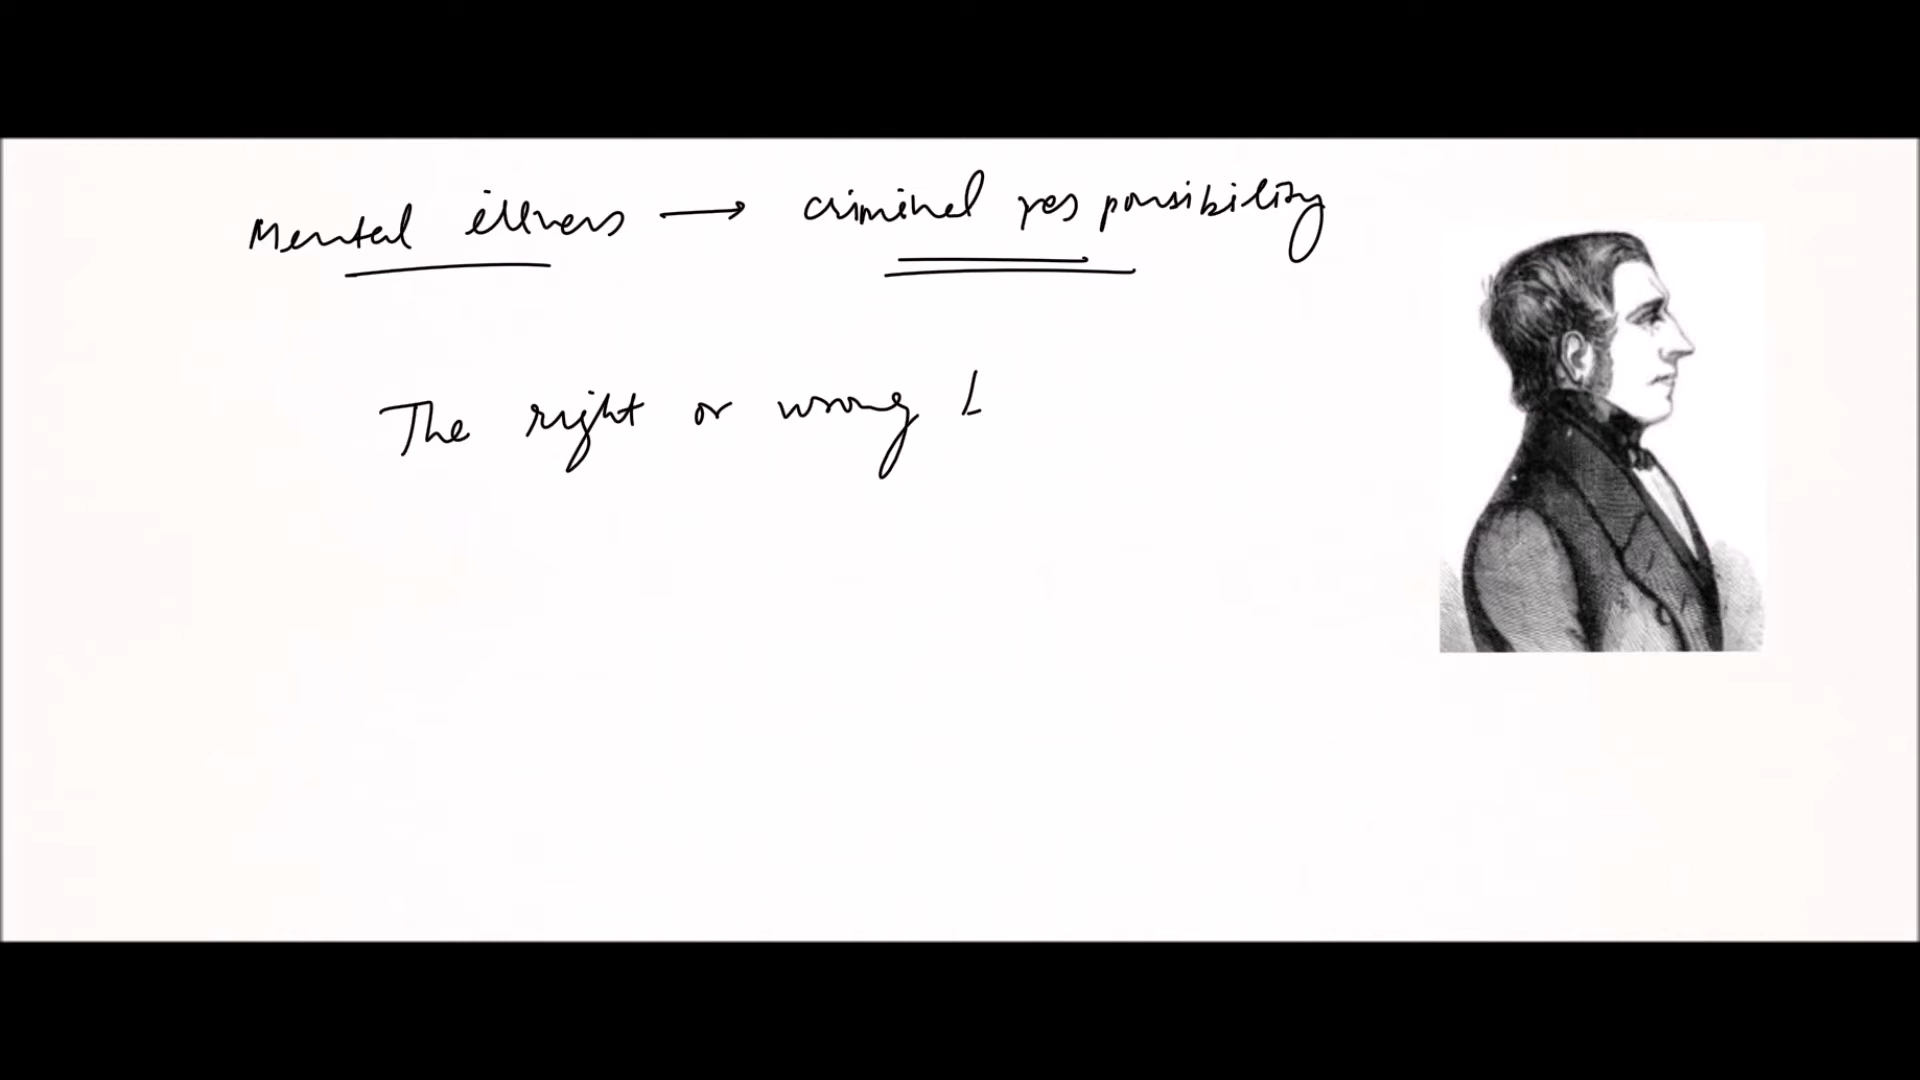 Mental illness → criminal responsibility
The right or wrong